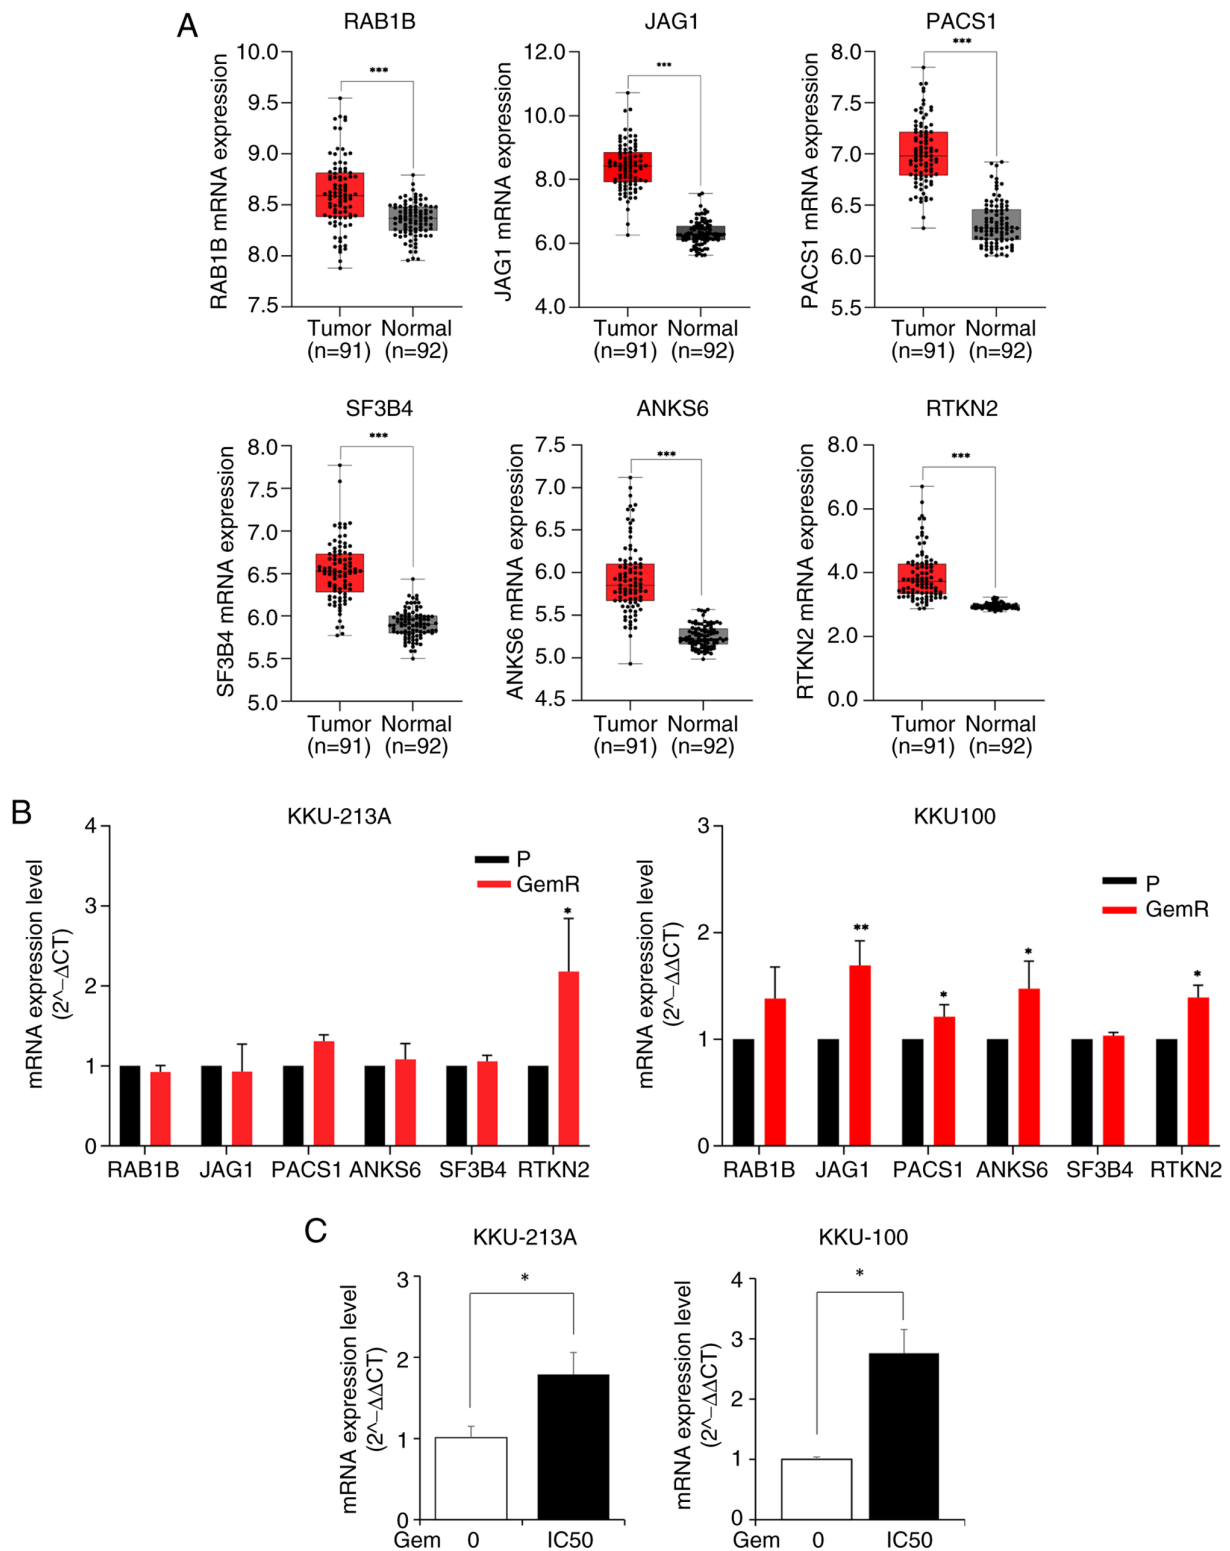 A
RAB1B
RAB1B mRNA expression
10.0
9.5
9.0
8.5
8.0
7.5
***
Tumor Normal
(n=91) (n=92)
JAG1
JAG1 mRNA expression
12.0
10.0
8.0
6.0
4.0
***
Tumor Normal
(n=91) (n=92)
PACS1
PACS1 mRNA expression
8.0
7.5
7.0
6.5
6.0
5.5
***
Tumor Normal
(n=91) (n=92)
SF3B4
SF3B4 mRNA expression
8.0
7.5
7.0
6.5
6.0
5.5
5.0
***
Tumor Normal
(n=91) (n=92)
ANKS6
ANKS6 mRNA expression
7.5
7.0
6.5
6.0
5.5
5.0
4.5
***
Tumor Normal
(n=91) (n=92)
RTKN2
RTKN2 mRNA expression
8.0
6.0
4.0
2.0
0.0
***
Tumor Normal
(n=91) (n=92)
B
KKU-213A
mRNA expression level
(2^–ΔCT)
4
3
2
1
0
P
GemR
*
RAB1B JAG1 PACS1 ANKS6 SF3B4 RTKN2
KKU100
mRNA expression level
(2^–ΔΔCT)
3
2
1
0
P
GemR
**
*
*
*
RAB1B JAG1 PACS1 ANKS6 SF3B4 RTKN2
C
KKU-213A
mRNA expression level
(2^–ΔΔCT)
3
2
1
0
*
Gem 0 IC50
KKU-100
mRNA expression level
(2^–ΔΔCT)
4
3
2
1
0
*
Gem 0 IC50